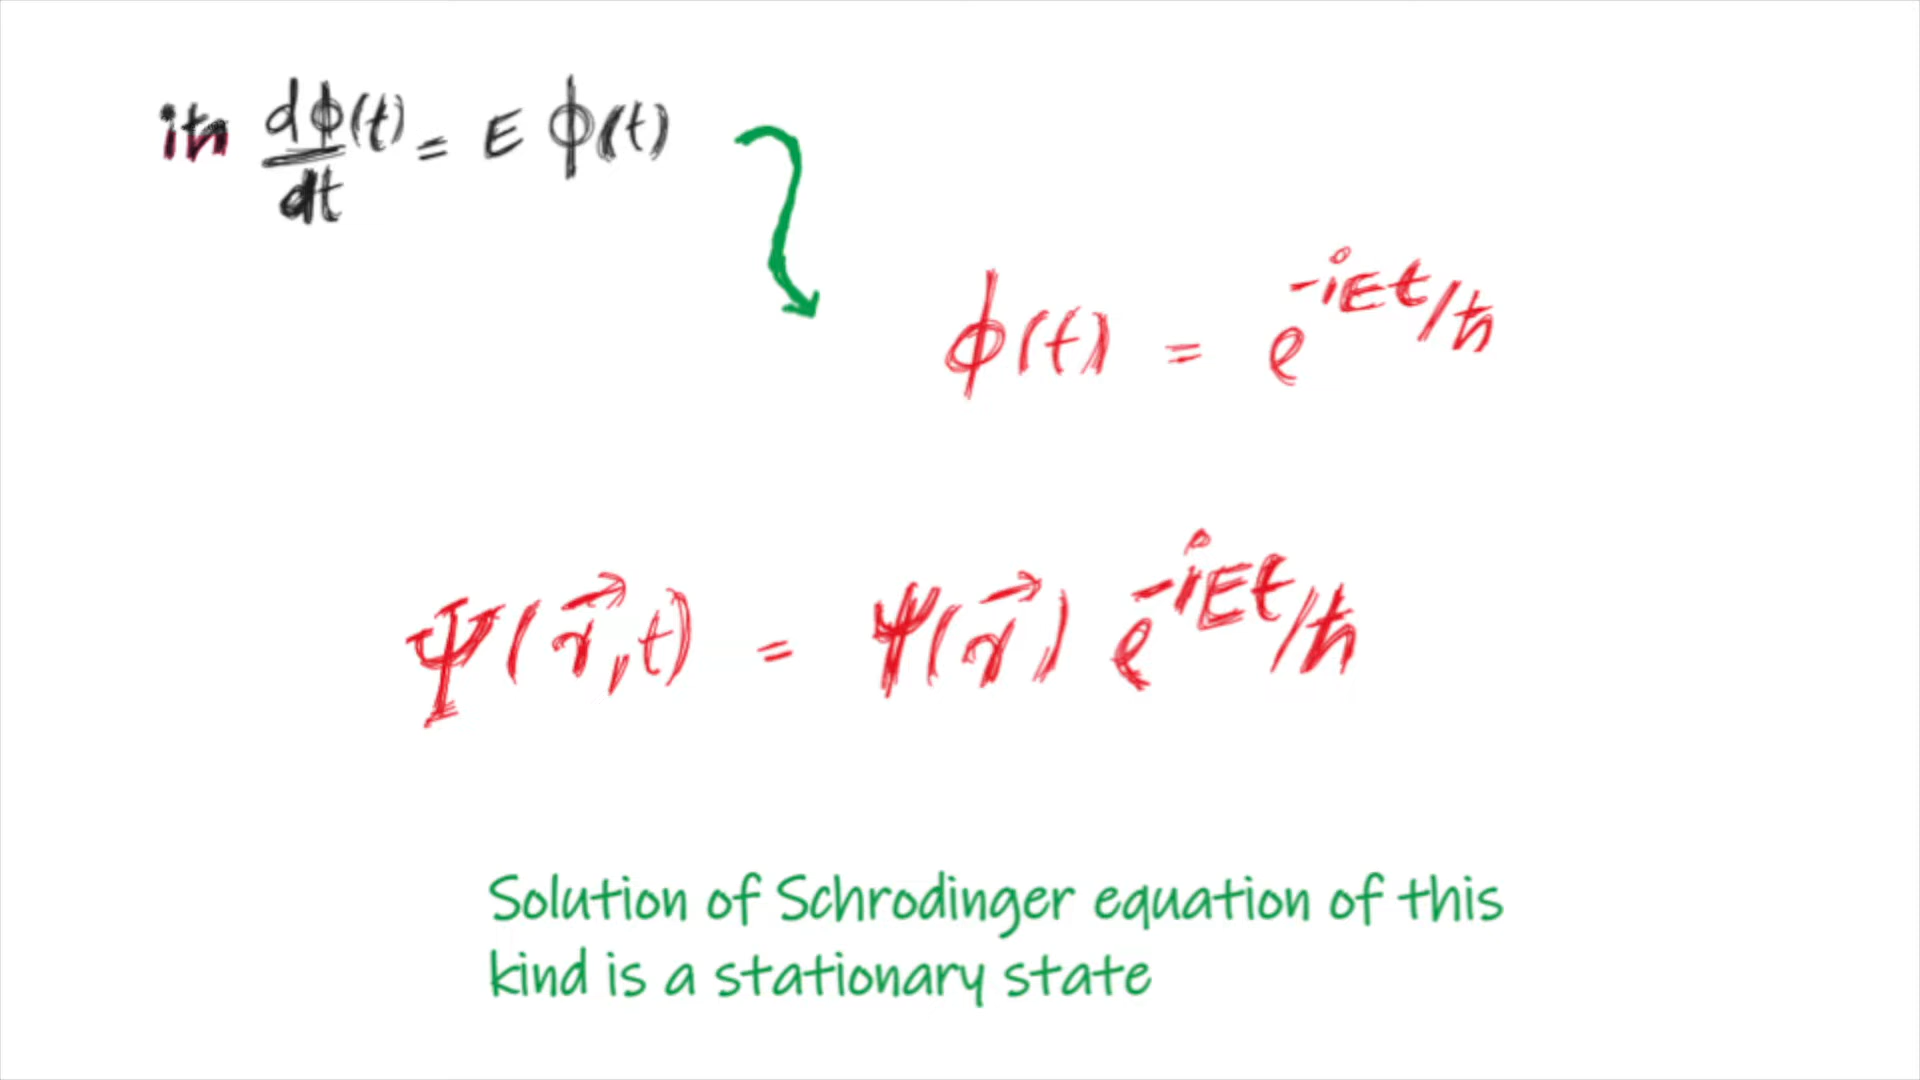 iħ dϕ(t)/dt = E ϕ(t)
ϕ(t) = e^{-iEt/ħ}
Ψ(r⃗,t) = ψ(r⃗) e^{-iEt/ħ}
Solution of Schrodinger equation of this
kind is a stationary state